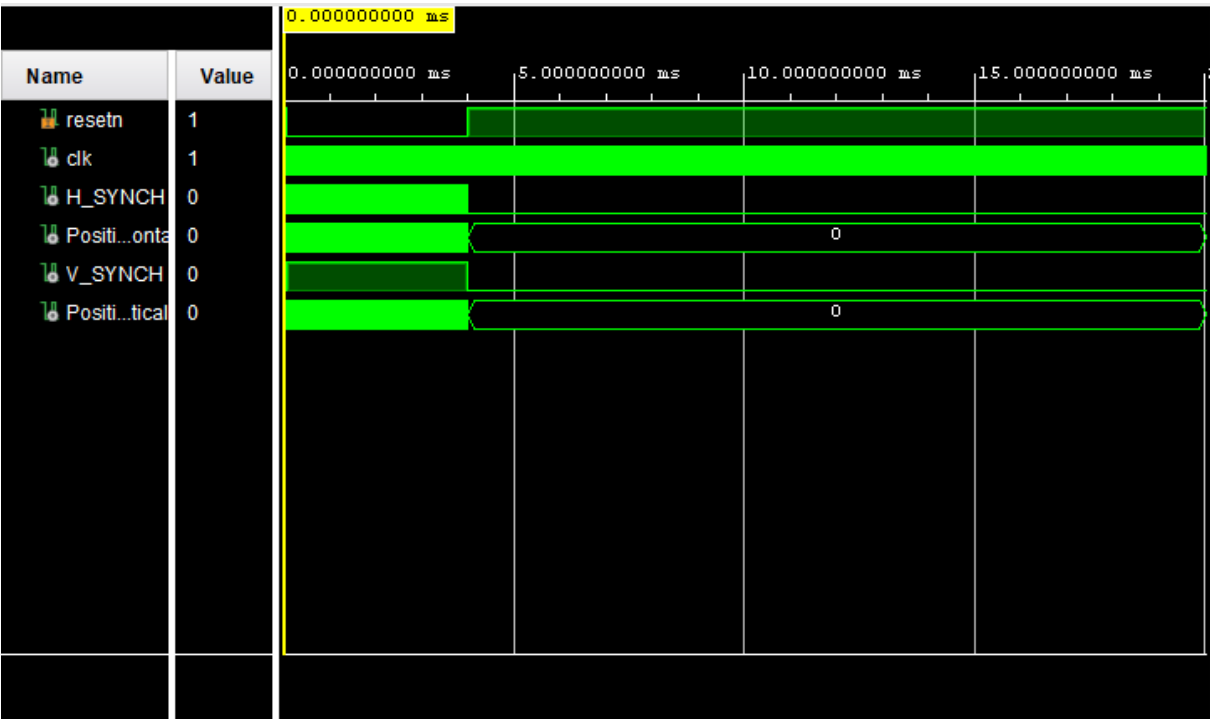 0.000000000 ms
Name Value 0.000000000 ms 5.000000000 ms 10.000000000 ms 15.000000000 ms
resetn 1
clk 1
H_SYNCH 0
Positi...onta 0 0
V_SYNCH 0
Positi...tical 0 0